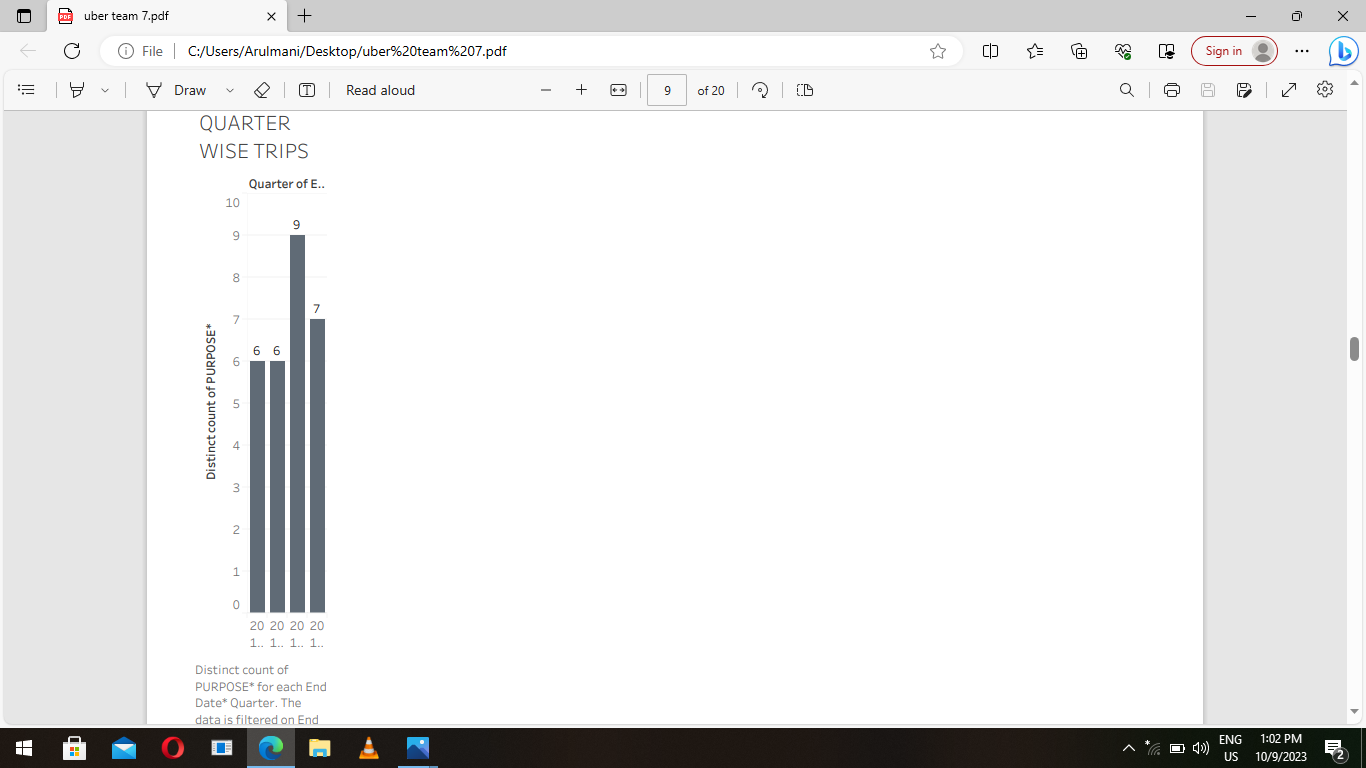 uber team 7.pdf
File C:/Users/Arulmani/Desktop/uber%20team%207.pdf Sign in
Draw Read aloud 9 of 20
QUARTER
WISE TRIPS
Quarter of E..
10
9
9
8
7
7
6
6 6
5
4
3
2
1
0
Distinct count of PURPOSE*
20 20 20 20
1.. 1.. 1.. 1..
Distinct count of
PURPOSE* for each End
Date* Quarter. The
data is filtered on End
ENG 1:02 PM
US 10/9/2023 2